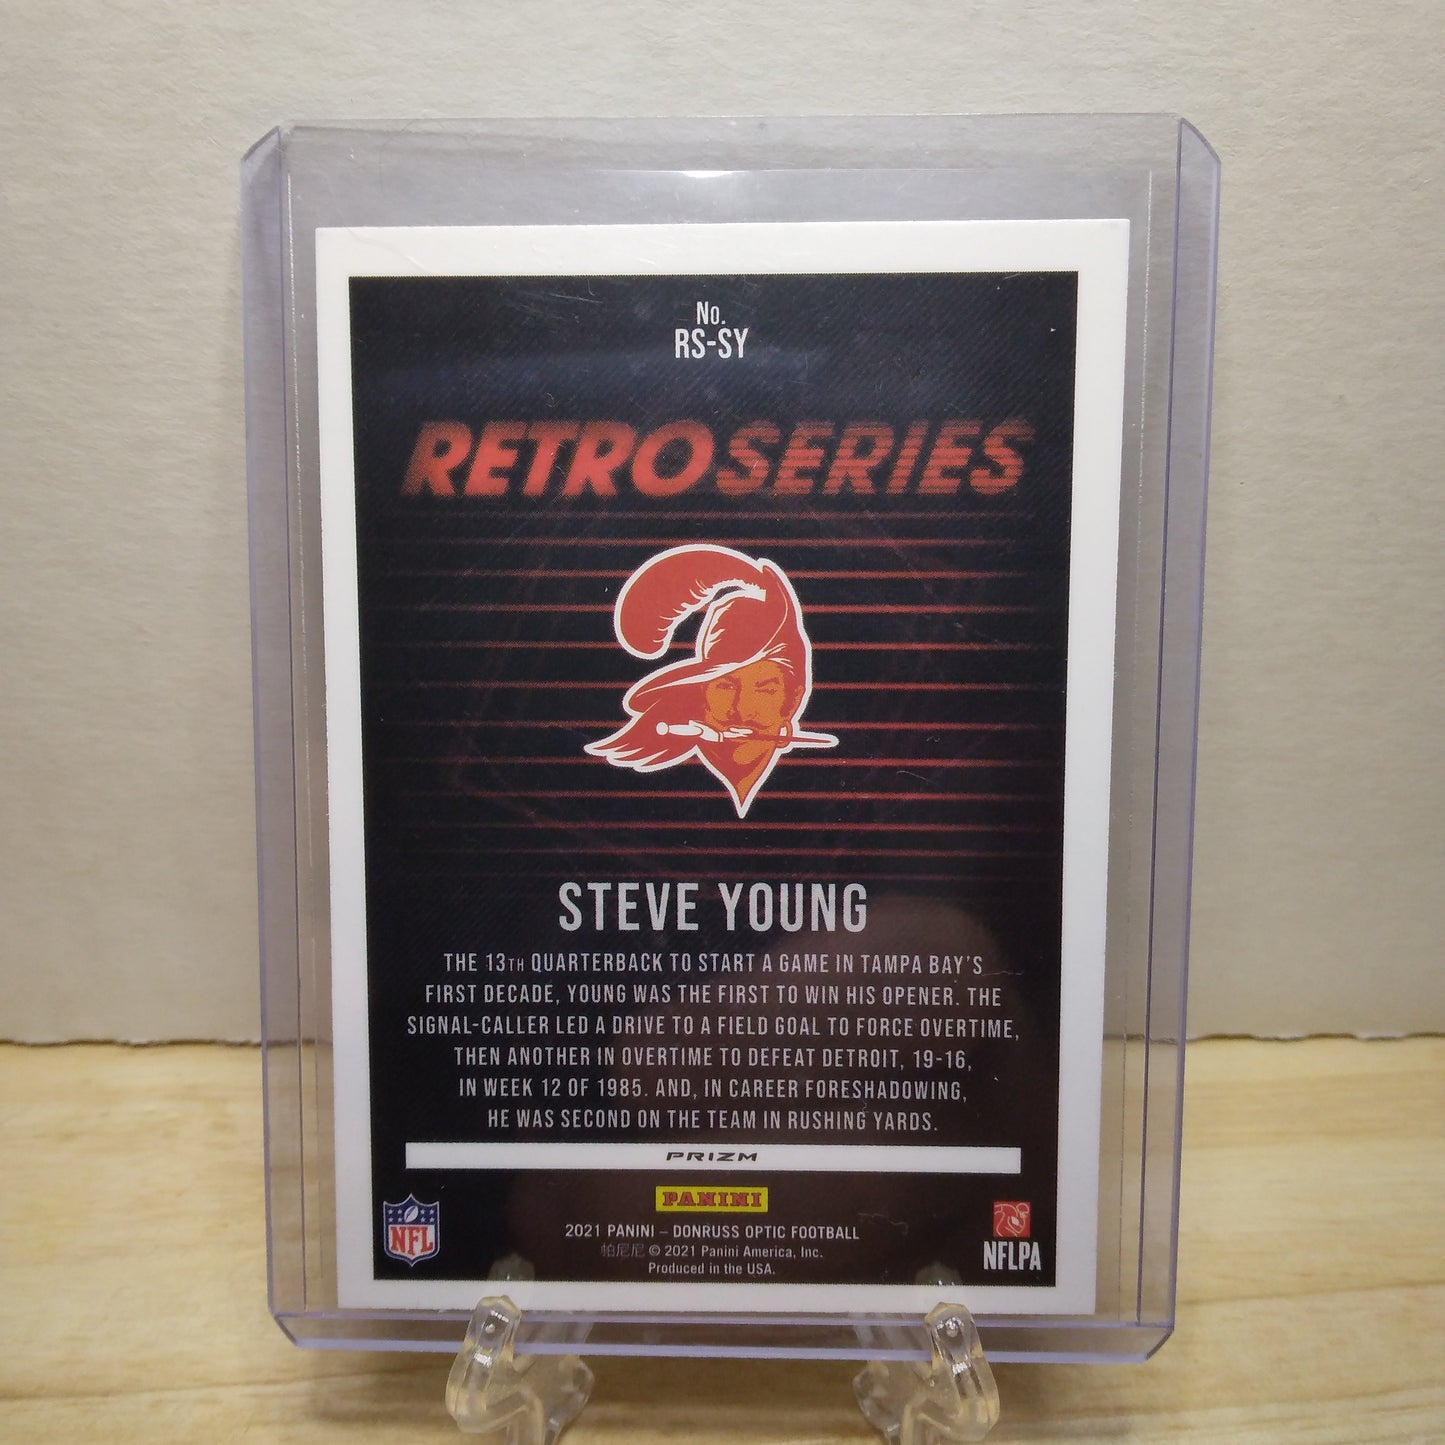 No.
RS-SY
RETRO SERIES
STEVE YOUNG
THE 13TH QUARTERBACK TO START A GAME IN TAMPA BAY'S
FIRST DECADE, YOUNG WAS THE FIRST TO WIN HIS OPENER. THE
SIGNAL-CALLER LED A DRIVE TO A FIELD GOAL TO FORCE OVERTIME,
THEN ANOTHER IN OVERTIME TO DEFEAT DETROIT, 19-16,
IN WEEK 12 OF 1985. AND, IN CAREER FORESHADOWING,
HE WAS SECOND ON THE TEAM IN RUSHING YARDS.
PRIZM
PANINI
2021 PANINI – DONRUSS OPTIC FOOTBALL
帕尼尼 © 2021 Panini America, Inc.
Produced in the USA.
NFL
NFLPA